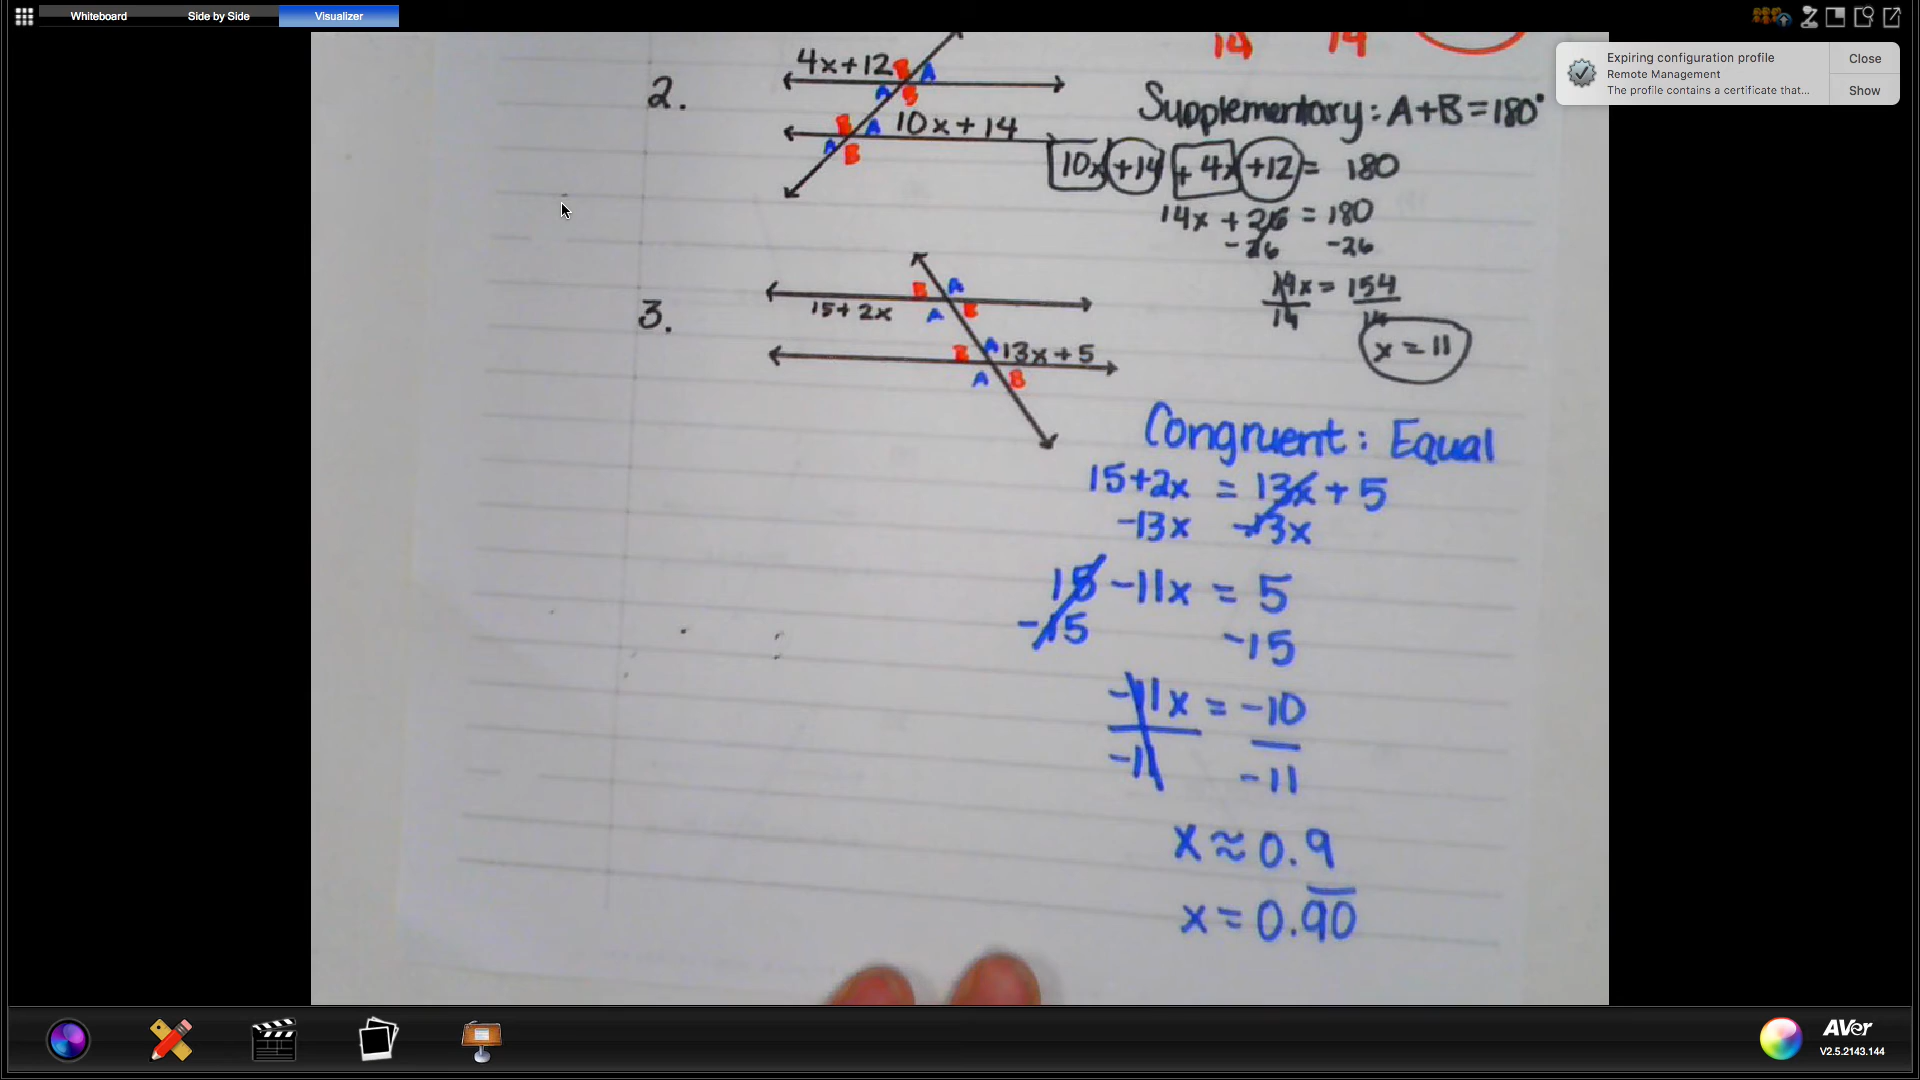 Whiteboard
Side by Side
Visualizer
Expiring configuration profile
Remote Management
The profile contains a certificate that...
Close
Show
14 14
2.
4x+12 B A
A B
B A 10x+14
A B
Supplementary: A+B=180°
10x +14 + 4x +12 = 180
14x + 26 = 180
-26 -26
14x = 154
14 14
x = 11
3.
B A
15+2x A B
B A 13x+5
A B
Congruent: Equal
15+2x = 13x + 5
-13x -13x
15 -11x = 5
-15 -15
-11x = -10
-11 -11
x ≈ 0.9
x = 0.9̅0̅
AVer
V2.5.2143.144